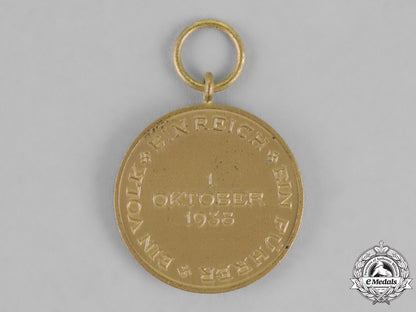 EIN VOLK * EIN REICH * EIN FÜHRER *
1
OKTOBER
1938
eMedals